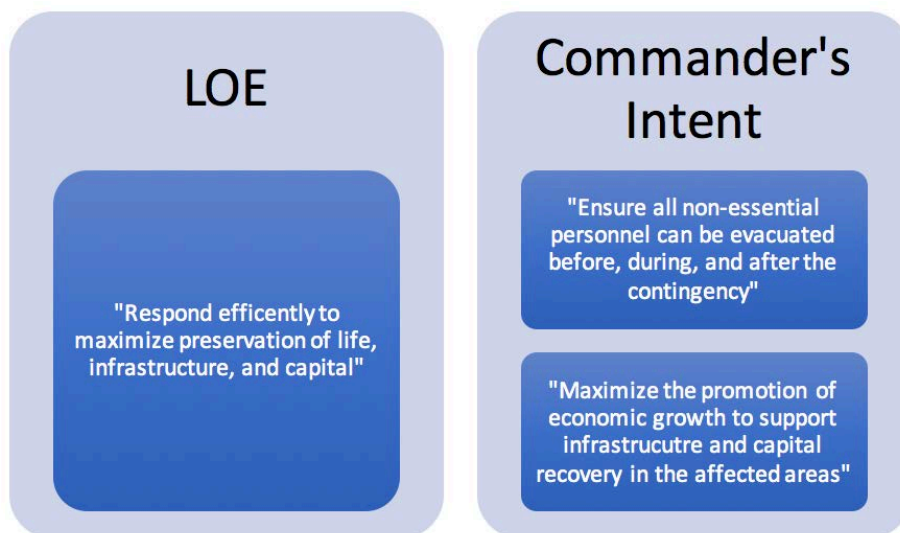 LOE
"Respond efficently to
maximize preservation of life,
infrastructure, and capital"
Commander's
Intent
"Ensure all non-essential
personnel can be evacuated
before, during, and after the
contingency"
"Maximize the promotion of
economic growth to support
infrastrucutre and capital
recovery in the affected areas"